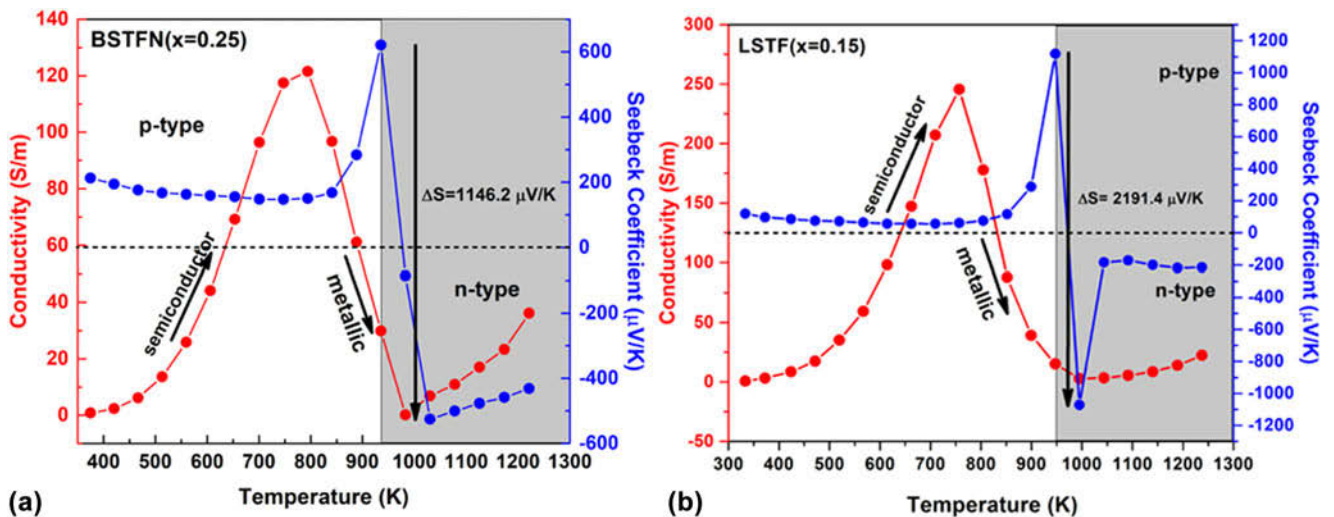 BSTFN(x=0.25)
140
120
100
80
60
40
20
0
Conductivity (S/m)
p-type
semiconductor
metallic
n-type
ΔS=1146.2 μV/K
600
400
200
0
-200
-400
-600
Seebeck Coefficient (μV/K)
400 500 600 700 800 900 1000 1100 1200 1300
Temperature (K)
(a)
LSTF(x=0.15)
300
250
200
150
100
50
0
-50
Conductivity (S/m)
p-type
semiconductor
metallic
n-type
ΔS= 2191.4 μV/K
1200
1000
800
600
400
200
0
-200
-400
-600
-800
-1000
-1200
Seebeck Coefficient (μV/K)
300 400 500 600 700 800 900 1000 1100 1200 1300
Temperature (K)
(b)